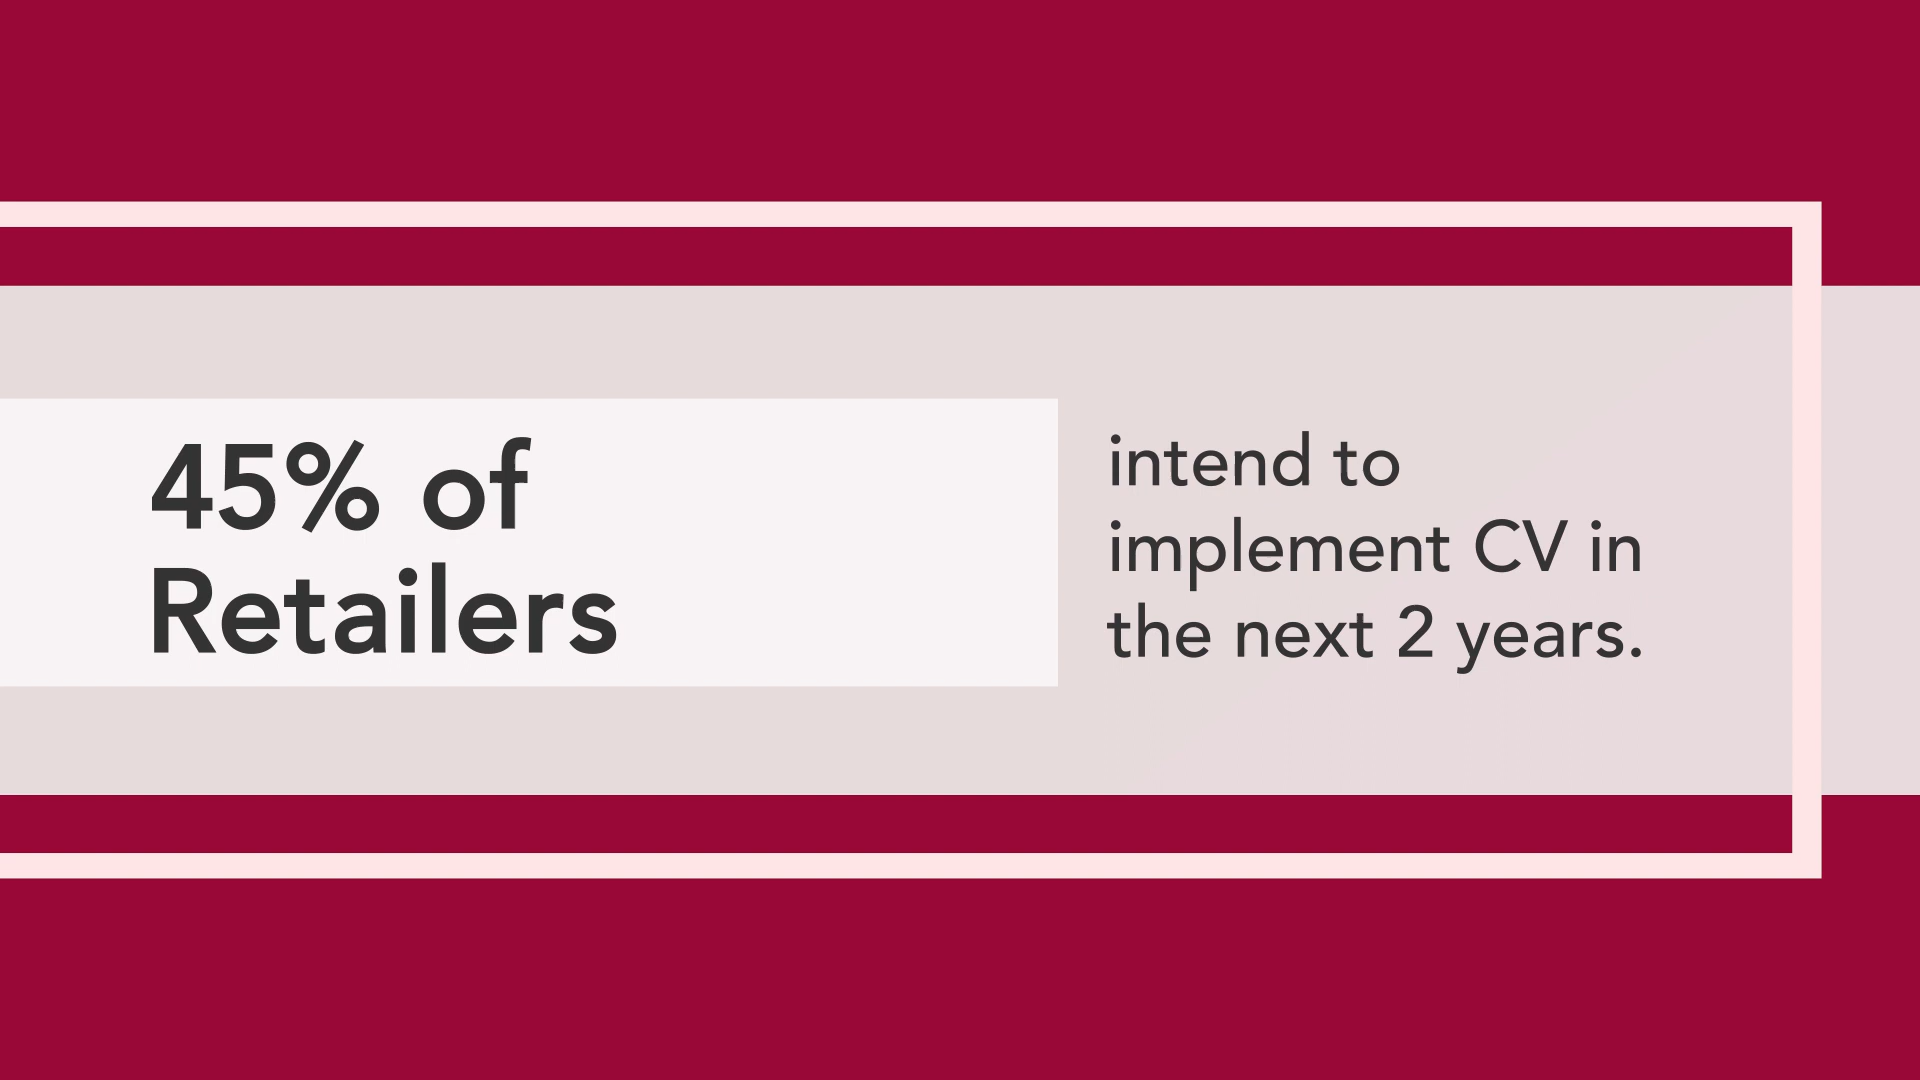 45% of
Retailers
intend to
implement CV in
the next 2 years.